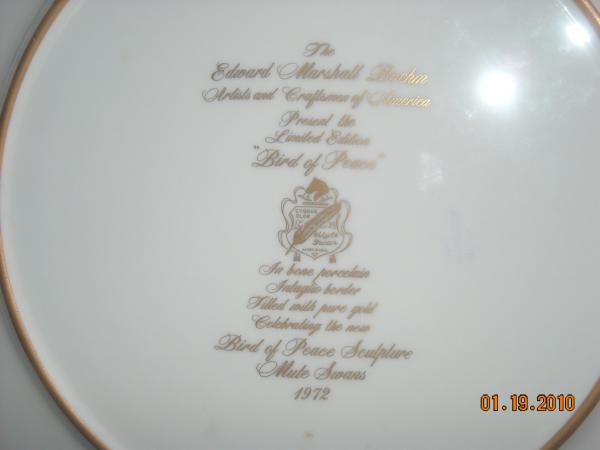 The
Edward Marshall Boehm
Artists and Craftsmen of America
Present the
Limited Edition
"Bird of Peace"
In bone porcelain
Intaglio border
Filled with pure gold
Celebrating the new
Bird of Peace Sculpture
Mute Swans
1972
01.19.2010